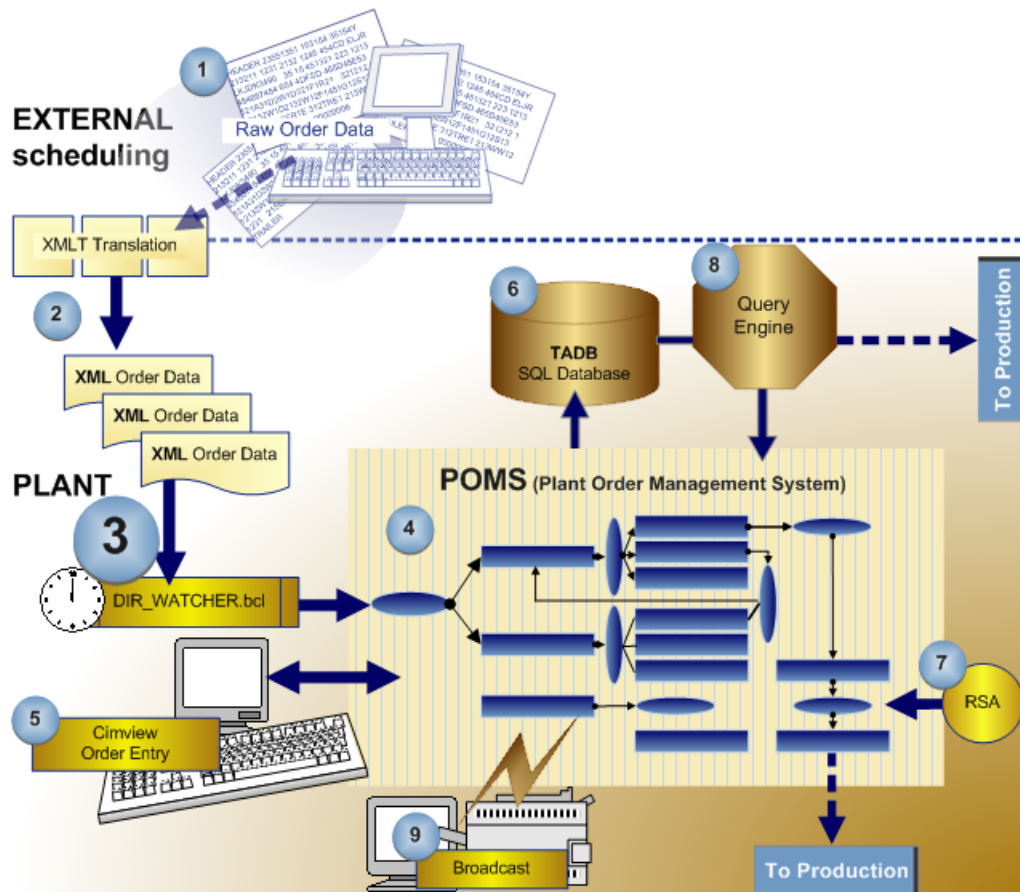 1
EXTERNAL
scheduling
Raw Order Data
XMLT Translation
2
XML Order Data
XML Order Data
XML Order Data
6
TADB
SQL Database
8
Query
Engine
To Production
PLANT
3
DIR_WATCHER.bcl
POMS (Plant Order Management System)
4
5
Cimview
Order Entry
7
RSA
9
Broadcast
To Production